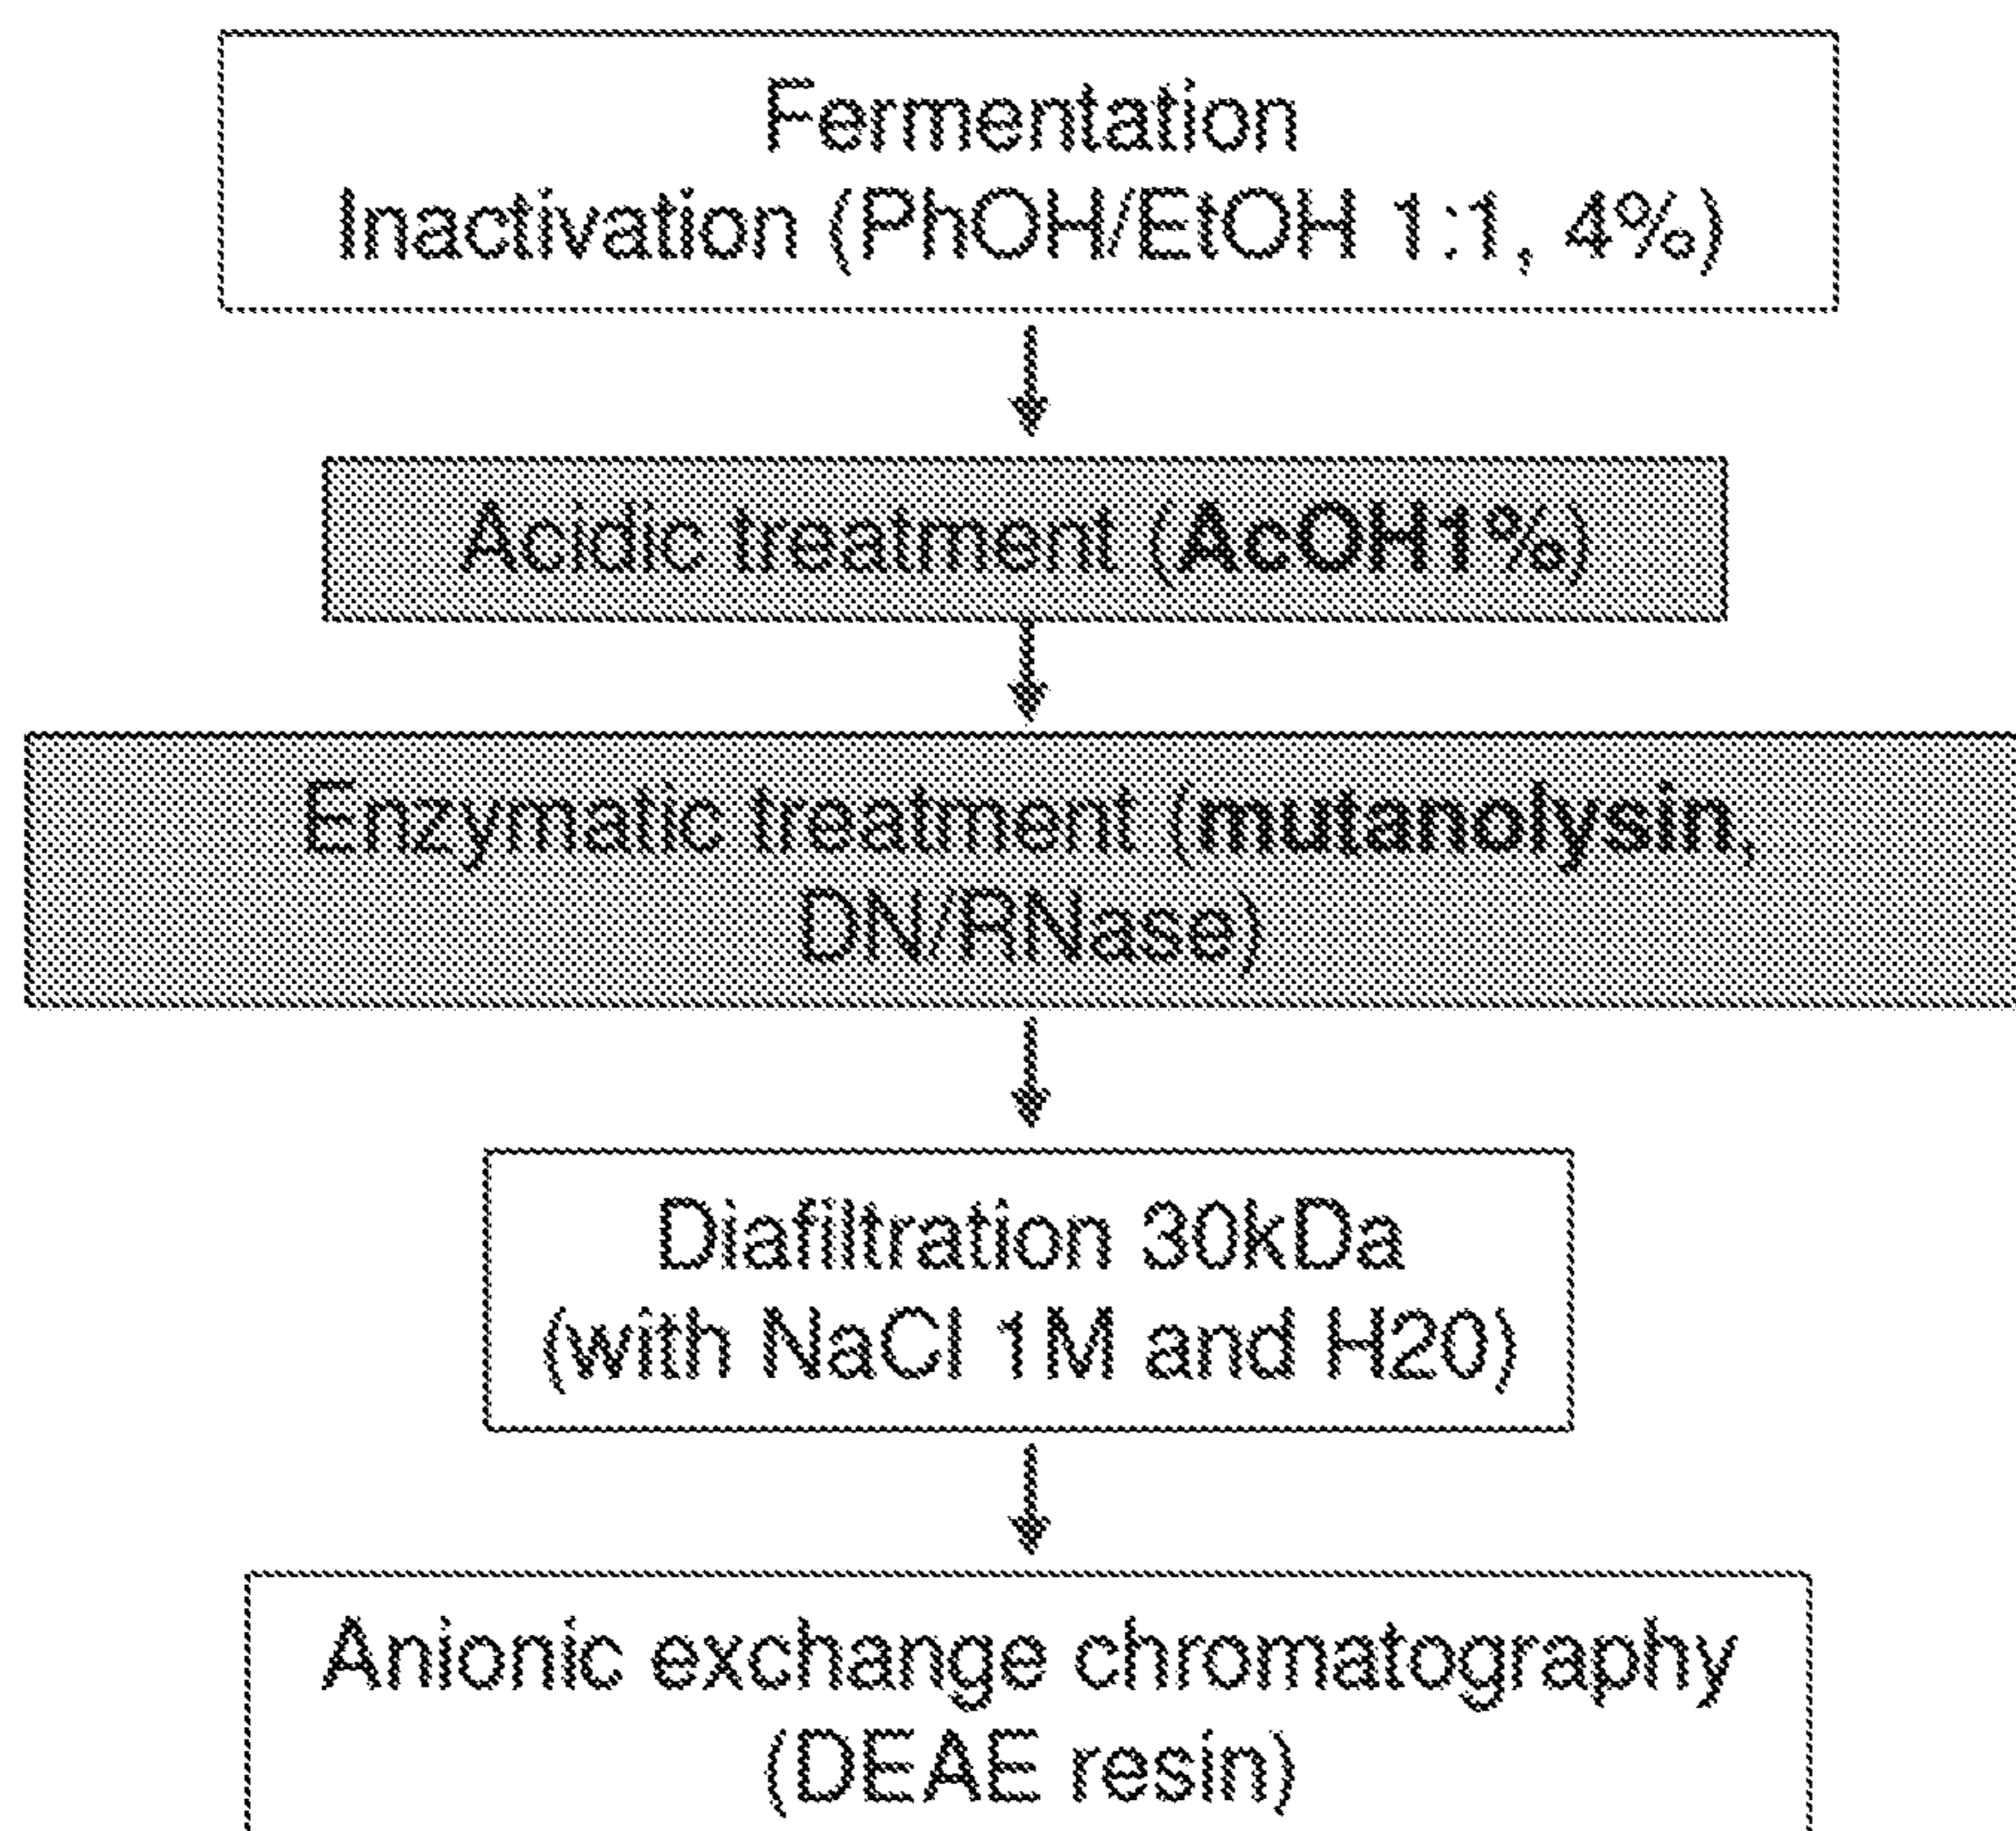 Fermentation
Inactivation (PhOH/EtOH 1:1, 4%)
Acidic treatment (AcOH1%)
Enzymatic treatment (mutanolysin,
DN/RNase)
Diafiltration 30kDa
(with NaCl 1M and H20)
Anionic exchange chromatography
(DEAE resin)